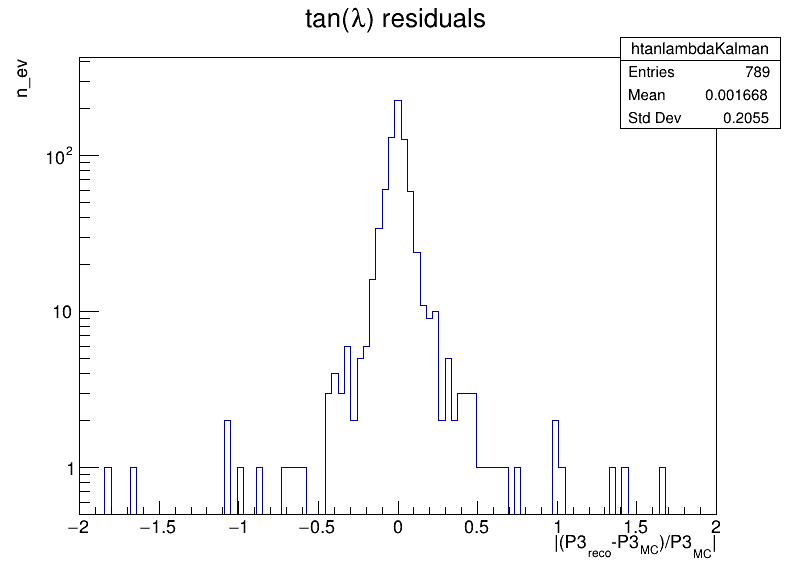 tan(λ) residuals
htanlambdaKalman
Entries 789
Mean 0.001668
Std Dev 0.2055
n_ev
10²
10
1
−2 −1.5 −1 −0.5 0 0.5 1 1.5 2
|(P3reco-P3MC)/P3MC|